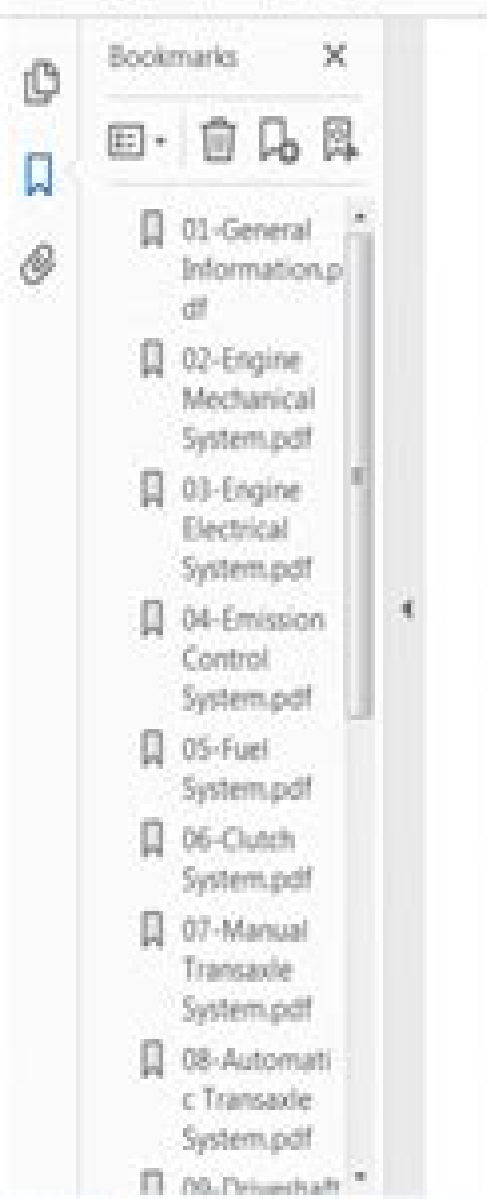 Bookmarks
01-General
Information.p
df
02-Engine
Mechanical
System.pdf
03-Engine
Electrical
System.pdf
04-Emission
Control
System.pdf
05-Fuel
System.pdf
06-Clutch
System.pdf
07-Manual
Transaxle
System.pdf
08-Automati
c Transaxle
System.pdf
09-Driveshaft